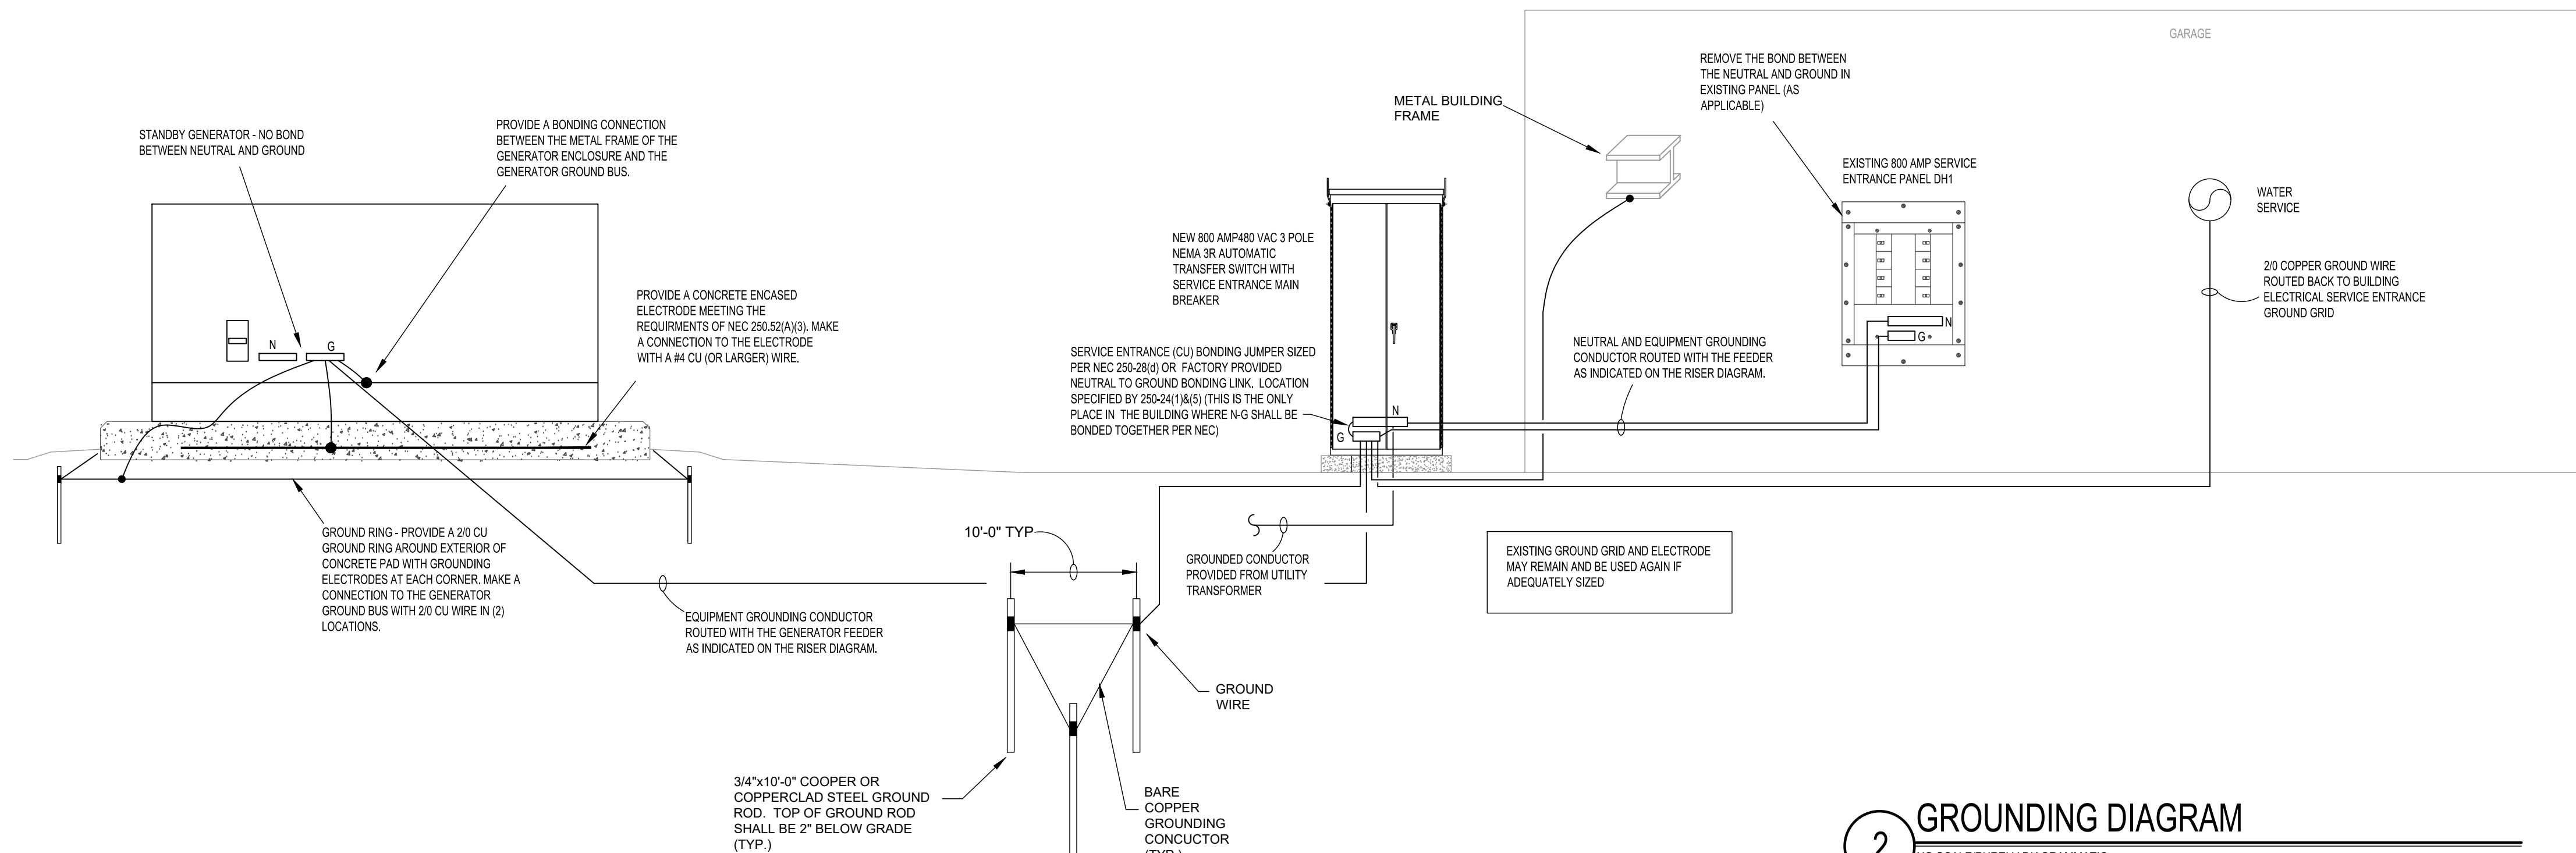 GARAGE
REMOVE THE BOND BETWEEN
THE NEUTRAL AND GROUND IN
EXISTING PANEL (AS
APPLICABLE)
METAL BUILDING
FRAME
STANDBY GENERATOR - NO BOND
BETWEEN NEUTRAL AND GROUND
PROVIDE A BONDING CONNECTION
BETWEEN THE METAL FRAME OF THE
GENERATOR ENCLOSURE AND THE
GENERATOR GROUND BUS.
EXISTING 800 AMP SERVICE
ENTRANCE PANEL DH1
WATER
SERVICE
NEW 800 AMP480 VAC 3 POLE
NEMA 3R AUTOMATIC
TRANSFER SWITCH WITH
SERVICE ENTRANCE MAIN
BREAKER
2/0 COPPER GROUND WIRE
ROUTED BACK TO BUILDING
ELECTRICAL SERVICE ENTRANCE
GROUND GRID
PROVIDE A CONCRETE ENCASED
ELECTRODE MEETING THE
REQUIRMENTS OF NEC 250.52(A)(3). MAKE
A CONNECTION TO THE ELECTRODE
WITH A #4 CU (OR LARGER) WIRE.
N
G
SERVICE ENTRANCE (CU) BONDING JUMPER SIZED
PER NEC 250-28(d) OR FACTORY PROVIDED
NEUTRAL TO GROUND BONDING LINK. LOCATION
SPECIFIED BY 250-24(1)&(5) (THIS IS THE ONLY
PLACE IN THE BUILDING WHERE N-G SHALL BE
BONDED TOGETHER PER NEC)
N
G
NEUTRAL AND EQUIPMENT GROUNDING
CONDUCTOR ROUTED WITH THE FEEDER
AS INDICATED ON THE RISER DIAGRAM.
N
G
GROUND RING - PROVIDE A 2/0 CU
GROUND RING AROUND EXTERIOR OF
CONCRETE PAD WITH GROUNDING
ELECTRODES AT EACH CORNER. MAKE A
CONNECTION TO THE GENERATOR
GROUND BUS WITH 2/0 CU WIRE IN (2)
LOCATIONS.
10'-0" TYP
GROUNDED CONDUCTOR
PROVIDED FROM UTILITY
TRANSFORMER
EXISTING GROUND GRID AND ELECTRODE
MAY REMAIN AND BE USED AGAIN IF
ADEQUATELY SIZED
EQUIPMENT GROUNDING CONDUCTOR
ROUTED WITH THE GENERATOR FEEDER
AS INDICATED ON THE RISER DIAGRAM.
GROUND
WIRE
3/4"x10'-0" COOPER OR
COPPERCLAD STEEL GROUND
ROD. TOP OF GROUND ROD
SHALL BE 2" BELOW GRADE
(TYP.)
BARE
COPPER
GROUNDING
CONCUCTOR
(TYP.)
2
GROUNDING DIAGRAM